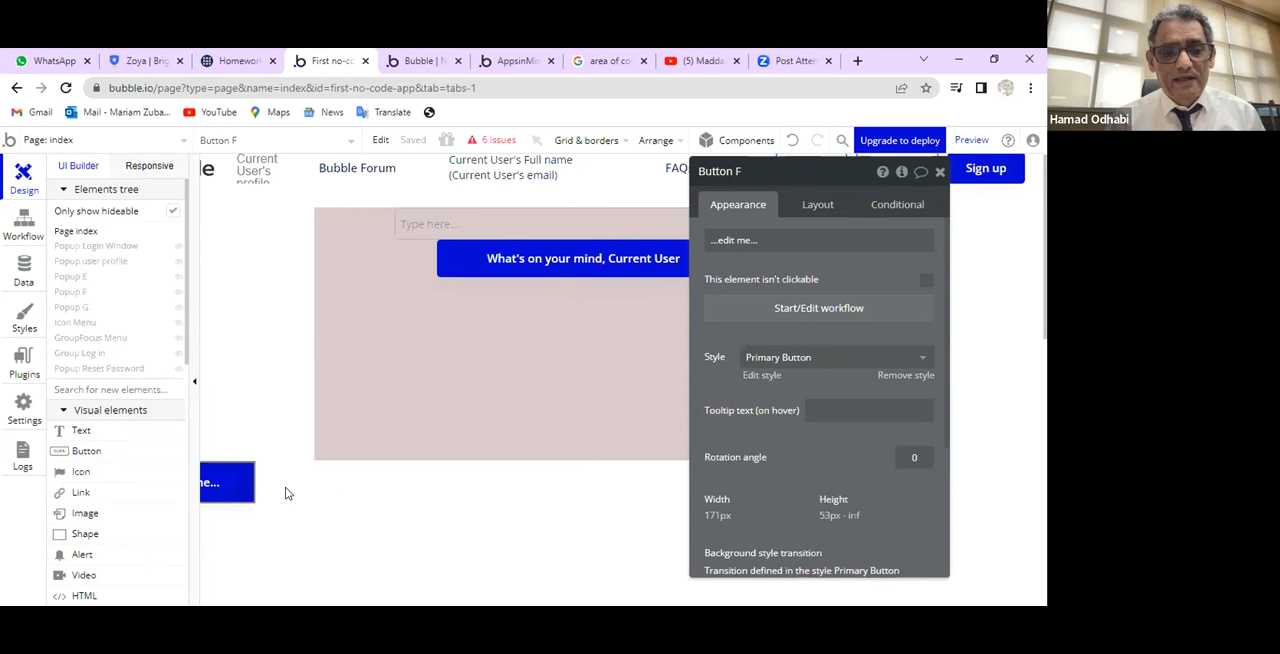 WhatsApp
Zoya | Brig
Homework
First no-co
Bubble | N
AppsinMin
area of co
(5) Madda
Post Atten
bubble.io/page?type=page&name=index&id=first-no-code-app&tab=tabs-1
Gmail
Mail - Mariam Zuba...
YouTube
Maps
News
Translate
Hamad Odhabi
Page: index
Button F
Edit
Saved
6 issues
Grid & borders
Arrange
Components
Upgrade to deploy
Preview
Design
Workflow
Data
Styles
Plugins
Settings
Logs
UI Builder
Responsive
Elements tree
Only show hideable
Page index
Popup Login Window
Popup user profile
Popup E
Popup F
Popup G
Icon Menu
GroupFocus Menu
Group Log in
Popup Reset Password
Search for new elements...
Visual elements
Text
Button
Icon
Link
Image
Shape
Alert
Video
HTML
Current
User's
profile
Bubble Forum
Current User's Full name
(Current User's email)
FAQ
Sign up
Type here...
What's on your mind, Current User
ne...
Button F
Appearance
Layout
Conditional
...edit me...
This element isn't clickable
Start/Edit workflow
Style
Primary Button
Edit style
Remove style
Tooltip text (on hover)
Rotation angle
0
Width
Height
171px
53px - inf
Background style transition
Transition defined in the style Primary Button